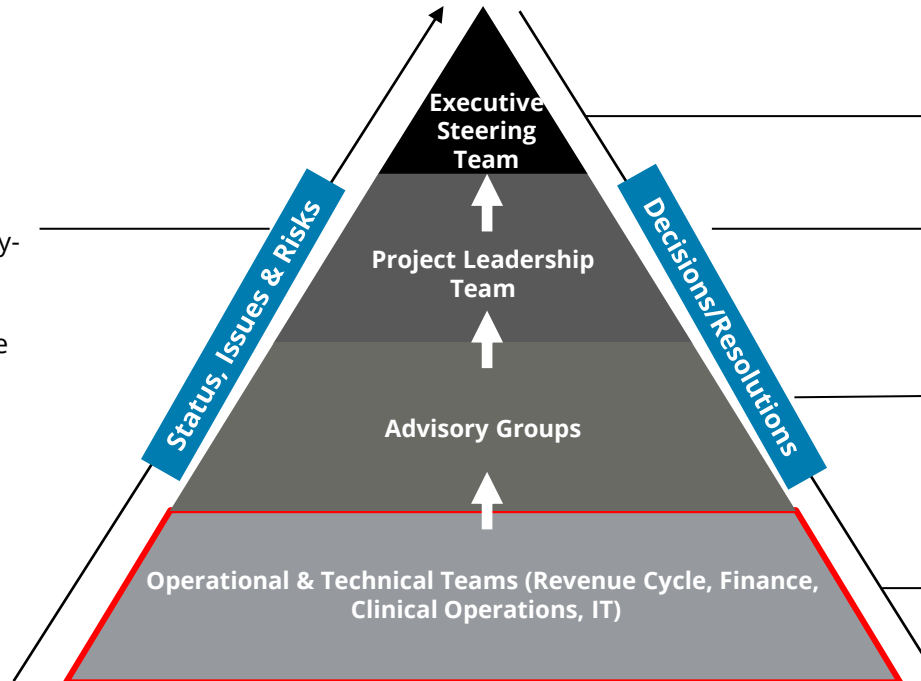 Executive
Steering
Team
Status, Issues & Risks
Decisions/Resolutions
y-
Project Leadership
Team
e
Advisory Groups
Operational & Technical Teams (Revenue Cycle, Finance,
Clinical Operations, IT)